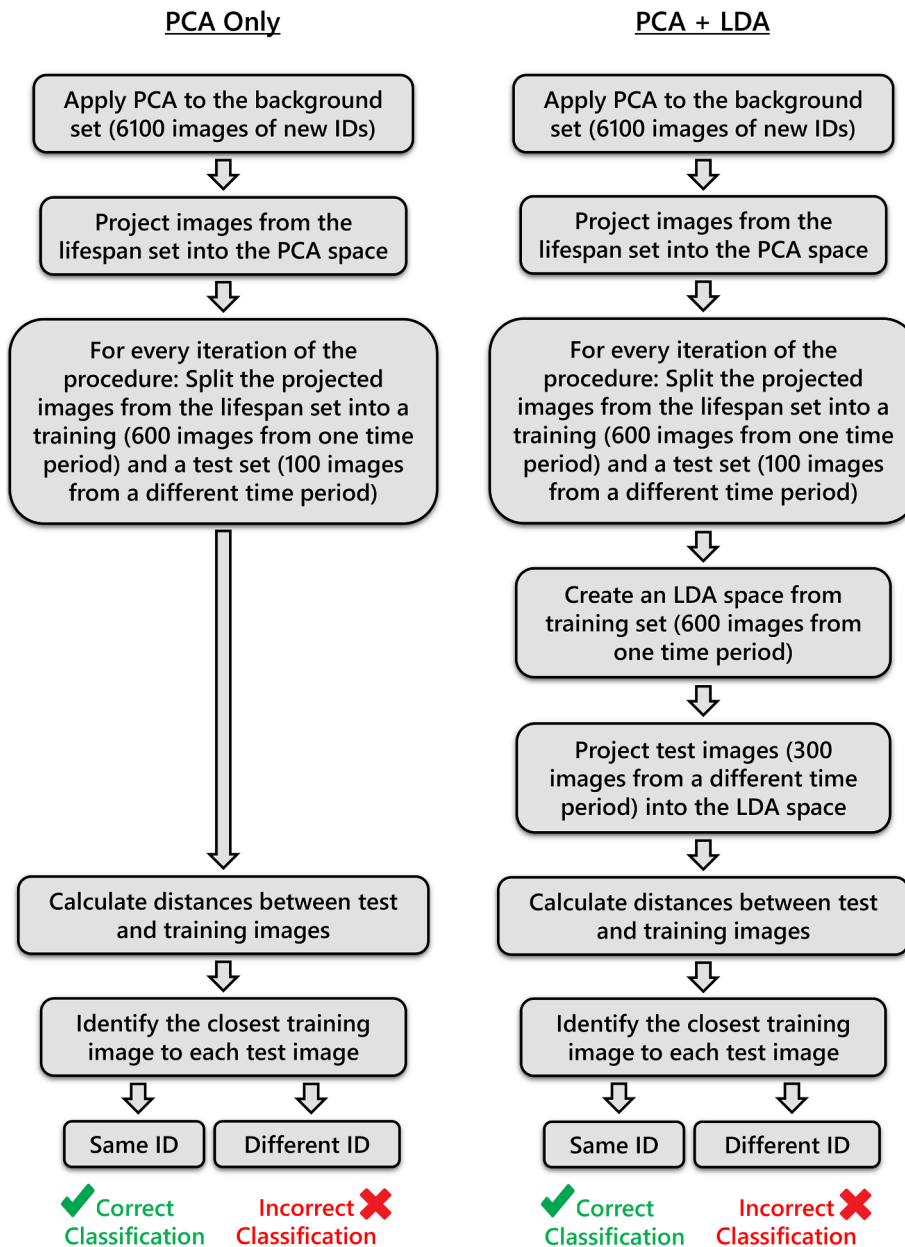 PCA Only
Apply PCA to the background
set (6100 images of new IDs)
Project images from the
lifespan set into the PCA space
For every iteration of the
procedure: Split the projected
images from the lifespan set into a
training (600 images from one time
period) and a test set (100 images
from a different time period)
Calculate distances between test
and training images
Identify the closest training
image to each test image
Same ID
Different ID
Correct
Classification
Incorrect
Classification
PCA + LDA
Apply PCA to the background
set (6100 images of new IDs)
Project images from the
lifespan set into the PCA space
For every iteration of the
procedure: Split the projected
images from the lifespan set into a
training (600 images from one time
period) and a test set (100 images
from a different time period)
Create an LDA space from
training set (600 images from
one time period)
Project test images (300
images from a different time
period) into the LDA space
Calculate distances between test
and training images
Identify the closest training
image to each test image
Same ID
Different ID
Correct
Classification
Incorrect
Classification